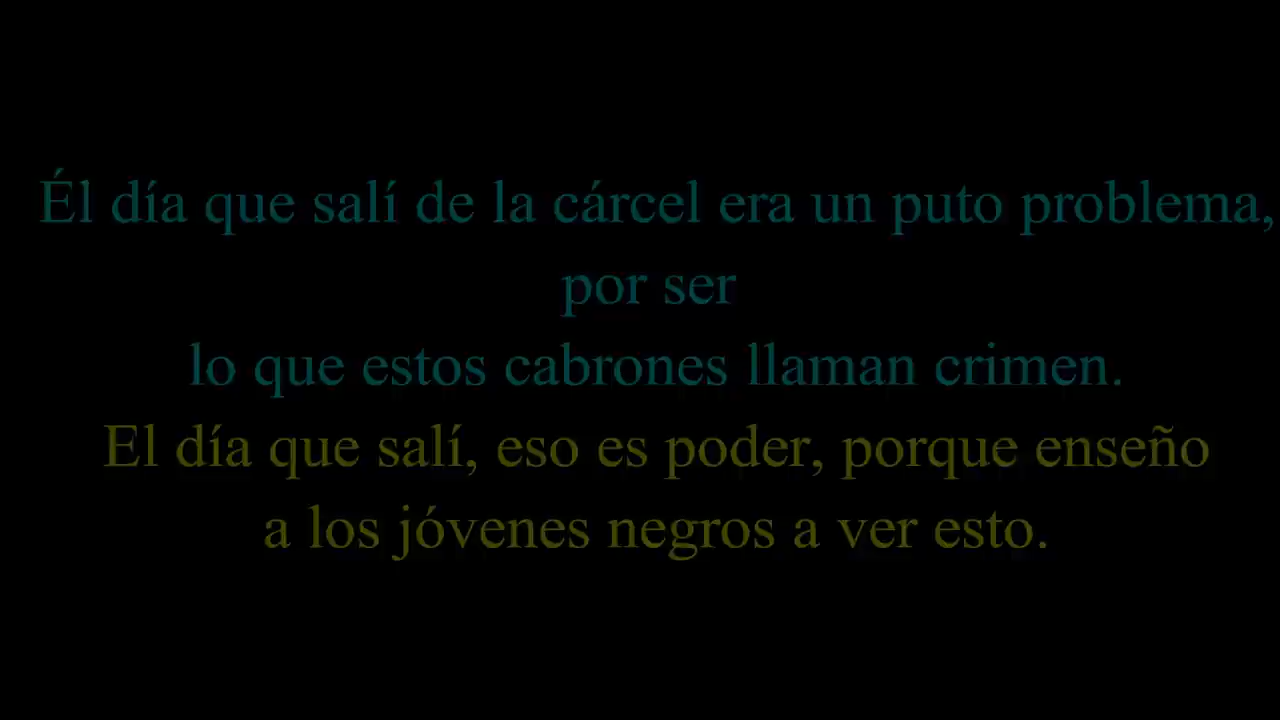 Él día que salí de la cárcel era un puto problema,
por ser
lo que estos cabrones llaman crimen.
El día que salí, eso es poder, porque enseño
a los jóvenes negros a ver esto.